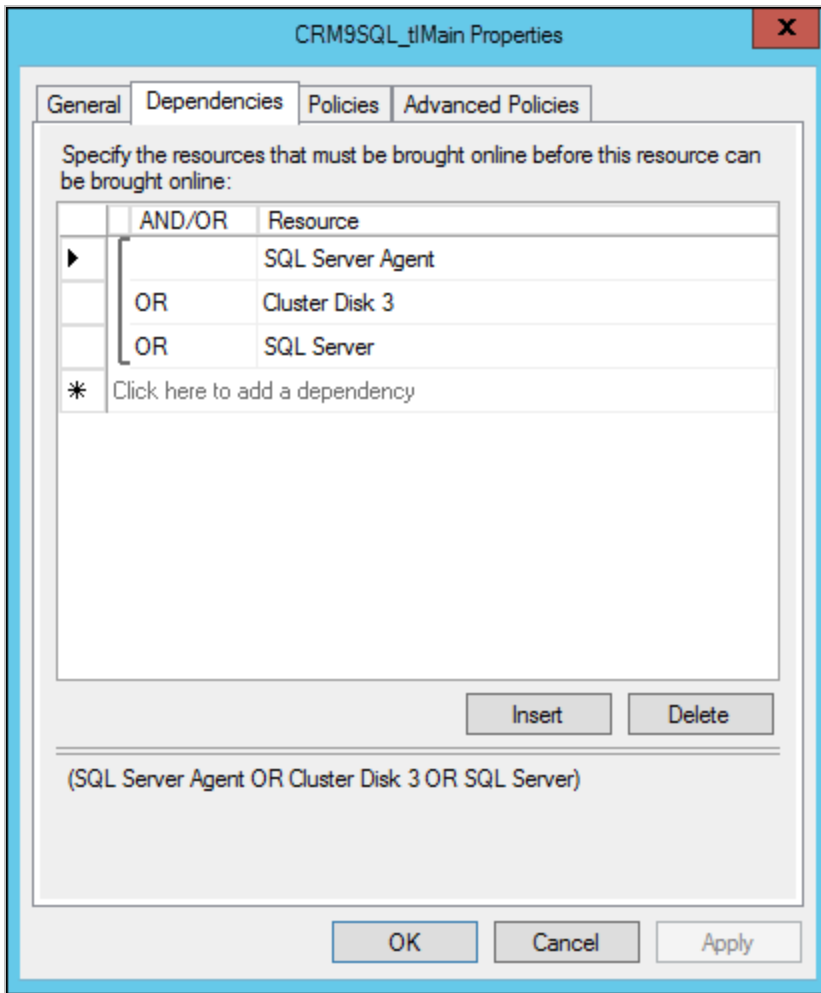 CRM9SQL_tlMain Properties
x
General Dependencies Policies Advanced Policies
Specify the resources that must be brought online before this resource can
be brought online:
AND/OR Resource
SQL Server Agent
OR Cluster Disk 3
OR SQL Server
Click here to add a dependency
Insert Delete
(SQL Server Agent OR Cluster Disk 3 OR SQL Server)
OK Cancel Apply